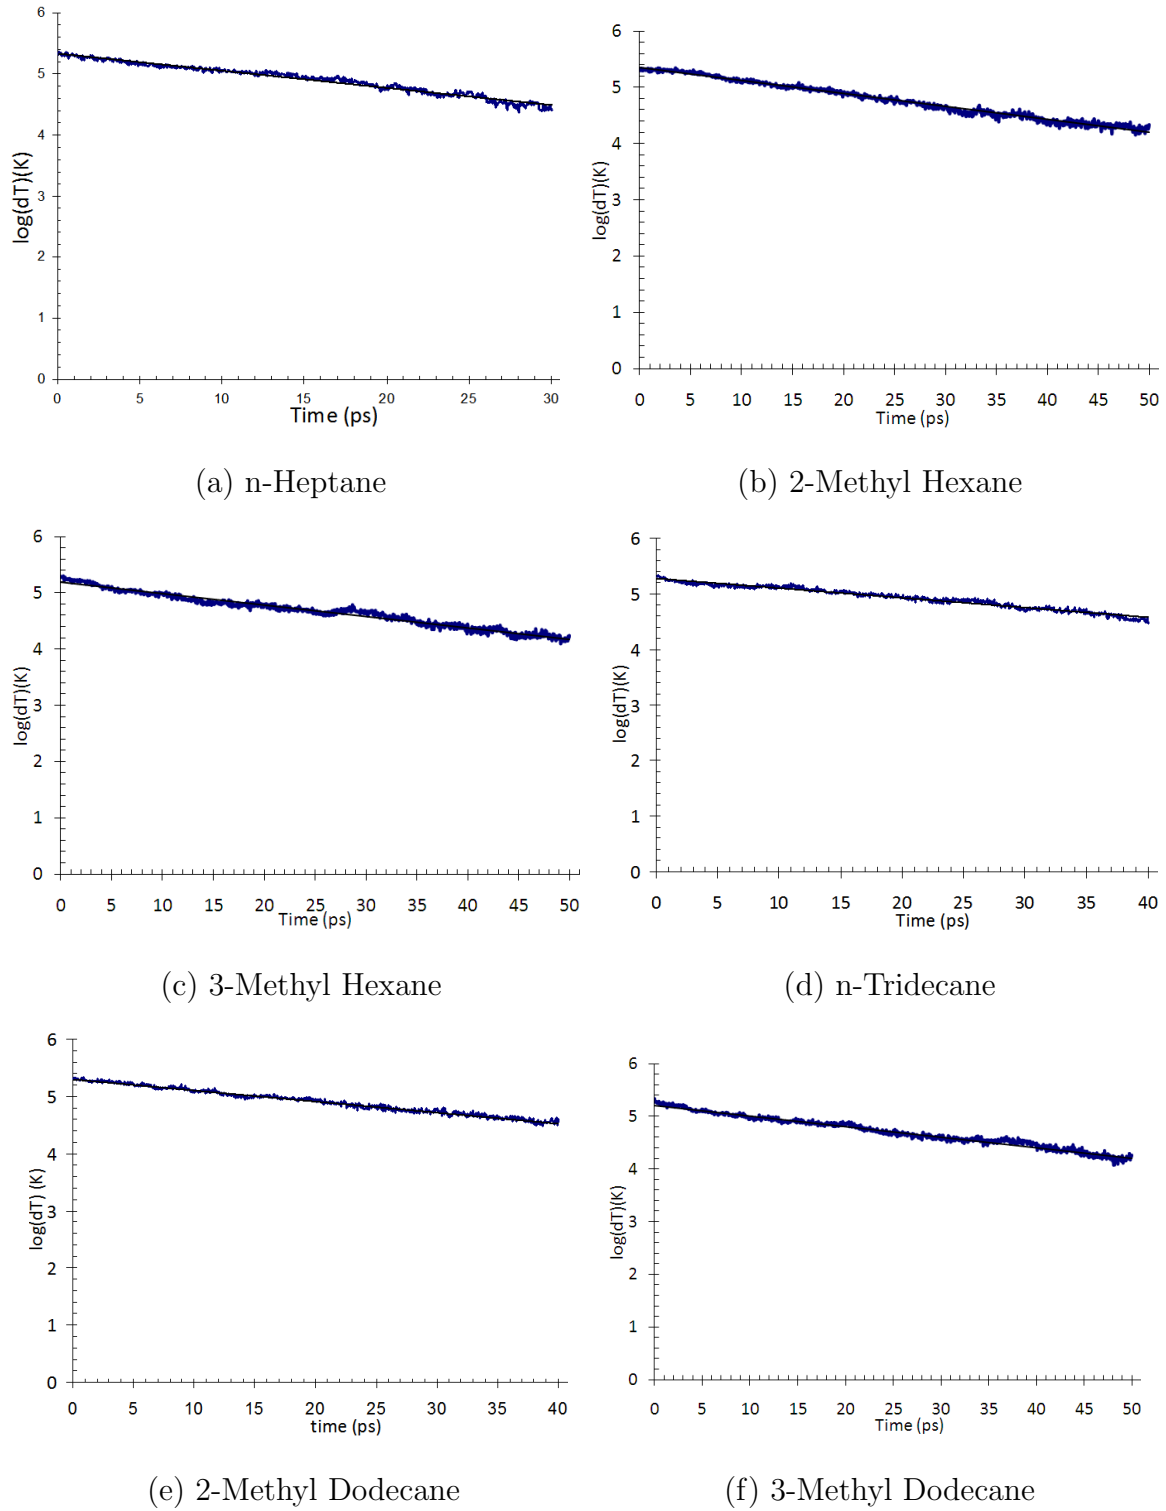 6
5
4
3
2
1
0
log(dT)(K)
0 5 10 15 20 25 30
Time (ps)
(a) n-Heptane
6
5
4
3
2
1
0
log(dT)(K)
0 5 10 15 20 25 30 35 40 45 50
Time (ps)
(b) 2-Methyl Hexane
6
5
4
3
2
1
0
log(dT)(K)
0 5 10 15 20 25 30 35 40 45 50
Time (ps)
(c) 3-Methyl Hexane
6
5
4
3
2
1
0
log(dT)(K)
0 5 10 15 20 25 30 35 40
Time (ps)
(d) n-Tridecane
6
5
4
3
2
1
0
log(dT) (K)
0 5 10 15 20 25 30 35 40
time (ps)
(e) 2-Methyl Dodecane
6
5
4
3
2
1
0
log(dT)(K)
0 5 10 15 20 25 30 35 40 45 50
Time (ps)
(f) 3-Methyl Dodecane